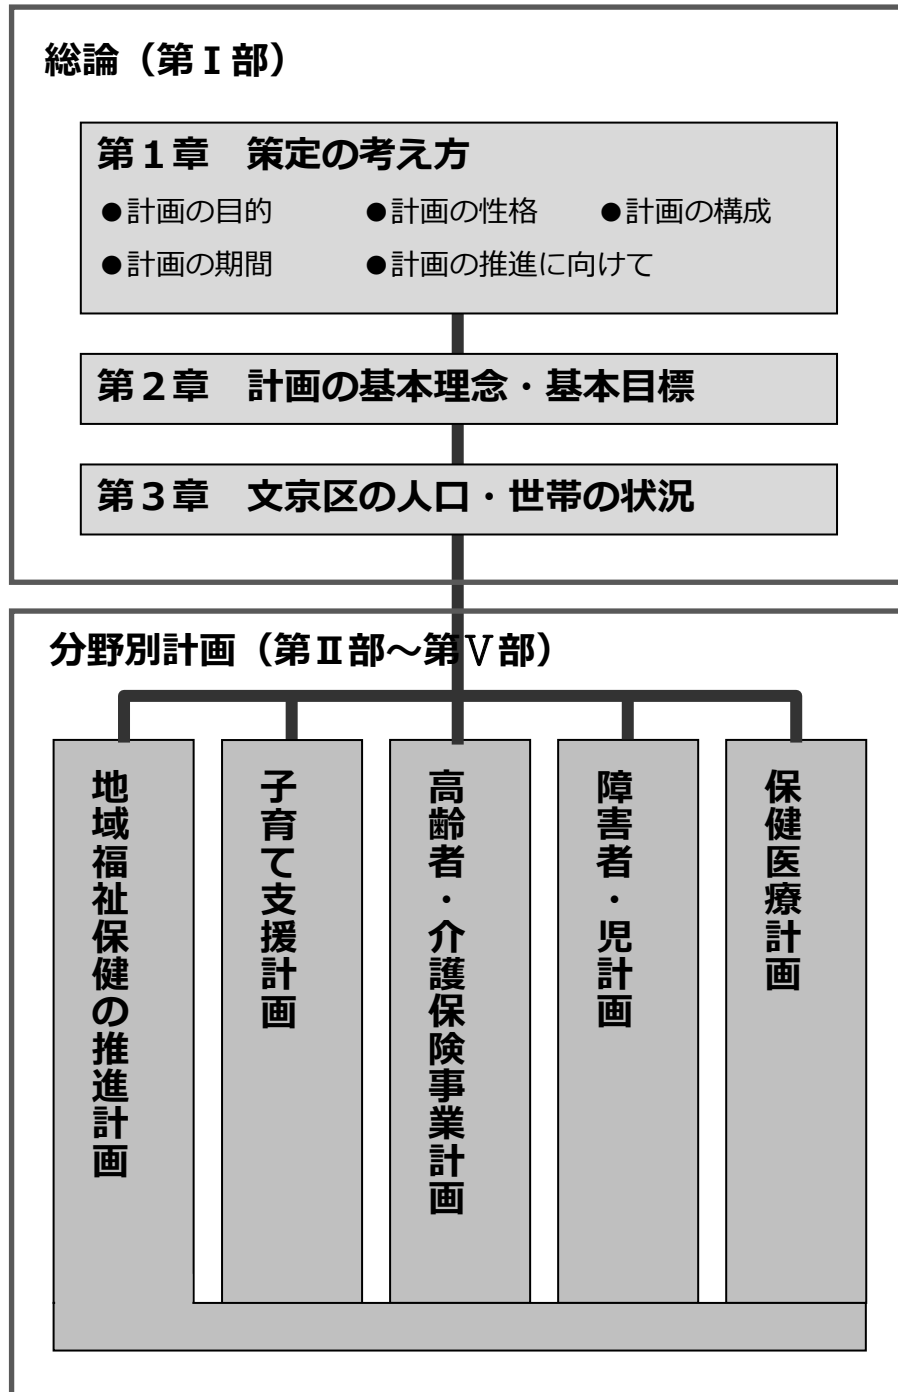 総論（第Ⅰ部）
第１章　策定の考え方
●計画の目的　●計画の性格　●計画の構成
●計画の期間　●計画の推進に向けて
第２章　計画の基本理念・基本目標
第３章　文京区の人口・世帯の状況
分野別計画（第Ⅱ部～第Ⅴ部）
地域福祉保健の推進計画
子育て支援計画
高齢者・介護保険事業計画
障害者・児計画
保健医療計画